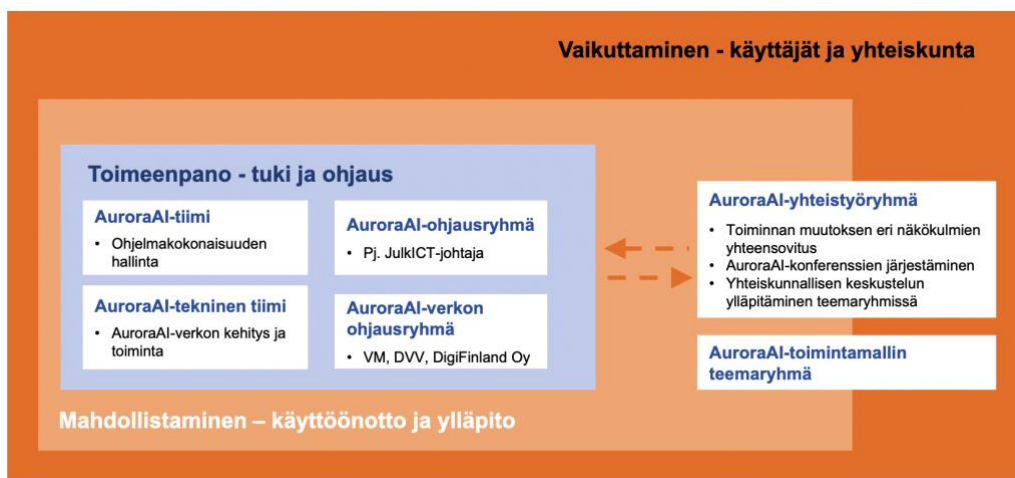 Vaikuttaminen - käyttäjät ja yhteiskunta
Toimeenpano - tuki ja ohjaus
AuroraAI-tiimi
• Ohjelmakokonaisuuden
hallinta
AuroraAI-ohjausryhmä
• Pj. JulkICT-johtaja
AuroraAI-tekninen tiimi
• AuroraAI-verkon kehitys ja
toiminta
AuroraAI-verkon
ohjausryhmä
• VM, DVV, DigiFinland Oy
AuroraAI-yhteistyöryhmä
• Toiminnan muutoksen eri näkökulmien
yhteensovitus
• AuroraAI-konferenssien järjestäminen
• Yhteiskunnallisen keskustelun
ylläpitäminen teemaryhmissä
AuroraAI-toimintamallin
teemaryhmä
Mahdollistaminen – käyttöönotto ja ylläpito